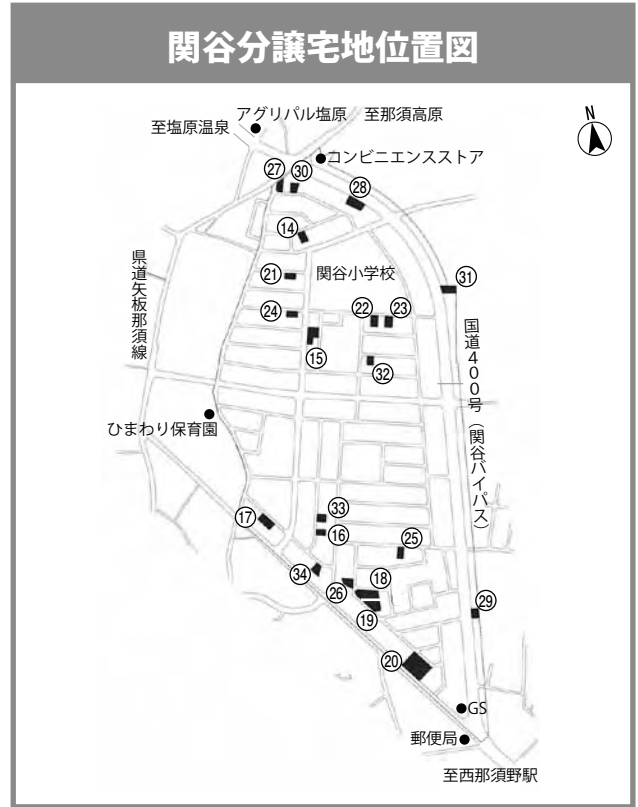 関谷分譲宅地位置図
アグリパル塩原
至那須高原
至塩原温泉
N
コンビニエンスストア
㉗
㉚
㉘
⑭
県道矢板那須線
㉑
関谷小学校
㉛
㉔
㉒
㉓
国道400号（関谷バイパス）
⑮
㉜
ひまわり保育園
⑰
㉝
⑯
㉕
㉞
㉖
⑱
⑲
㉙
⑳
GS
郵便局
至西那須野駅